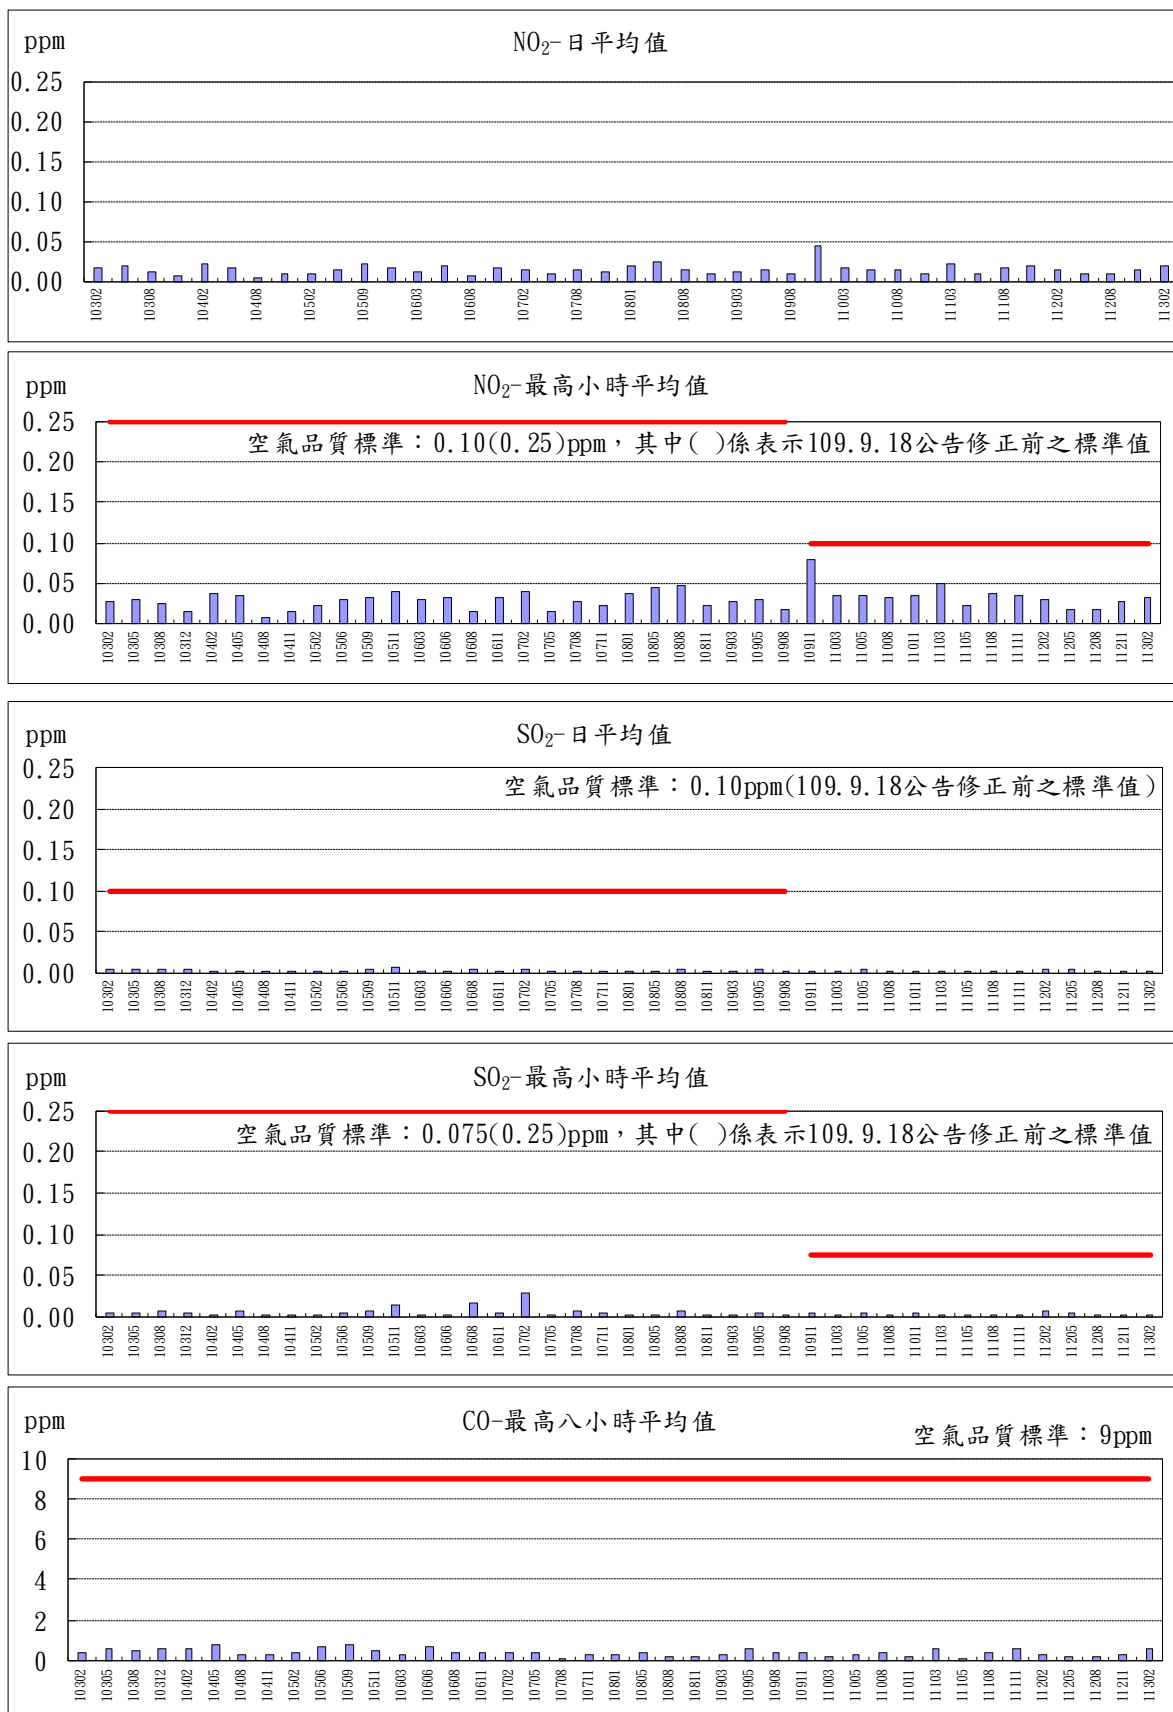 ppm
NO₂-日平均值
0.25
0.20
0.15
0.10
0.05
0.00
10302 10308 10402 10408 10502 10509 10603 10608 10702 10708 10801 10808 10903 10908 11003 11008 11103 11108 11202 11208 11302
ppm
NO₂-最高小時平均值
0.25
空氣品質標準：0.10(0.25)ppm，其中( )係表示109.9.18公告修正前之標準值
0.20
0.15
0.10
0.05
0.00
10302 10305 10308 10312 10402 10405 10408 10411 10502 10506 10509 10511 10603 10606 10608 10611 10702 10705 10708 10711 10801 10805 10808 10811 10903 10905 10908 10911 11003 11005 11008 11011 11103 11105 11108 11111 11202 11205 11208 11211 11302
ppm
SO₂-日平均值
0.25
空氣品質標準：0.10ppm(109.9.18公告修正前之標準值)
0.20
0.15
0.10
0.05
0.00
10302 10305 10308 10312 10402 10405 10408 10411 10502 10506 10509 10511 10603 10606 10608 10611 10702 10705 10708 10711 10801 10805 10808 10811 10903 10905 10908 10911 11003 11005 11008 11011 11103 11105 11108 11111 11202 11205 11208 11211 11302
ppm
SO₂-最高小時平均值
0.25
空氣品質標準：0.075(0.25)ppm，其中( )係表示109.9.18公告修正前之標準值
0.20
0.15
0.10
0.05
0.00
10302 10305 10308 10312 10402 10405 10408 10411 10502 10506 10509 10511 10603 10606 10608 10611 10702 10705 10708 10711 10801 10805 10808 10811 10903 10905 10908 10911 11003 11005 11008 11011 11103 11105 11108 11111 11202 11205 11208 11211 11302
ppm
CO-最高八小時平均值
空氣品質標準：9ppm
10
8
6
4
2
0
10302 10305 10308 10312 10402 10405 10408 10411 10502 10506 10509 10511 10603 10606 10608 10611 10702 10705 10708 10711 10801 10805 10808 10811 10903 10905 10908 10911 11003 11005 11008 11011 11103 11105 11108 11111 11202 11205 11208 11211 11302